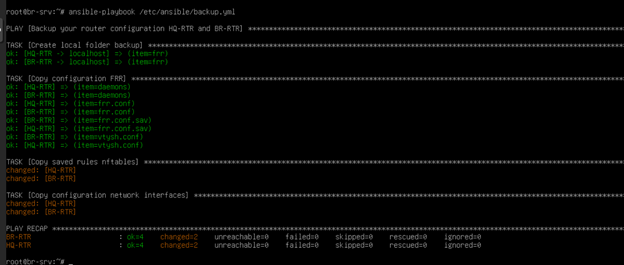 root@br-srv:~# ansible-playbook /etc/ansible/backup.yml
PLAY [Backup your router configuration HQ-RTR and BR-RTR] ****************************************************************************
TASK [Create local folder backup] ****************************************************************************************************
ok: [HQ-RTR -> localhost] => (item=frr)
ok: [BR-RTR -> localhost] => (item=frr)
TASK [Copy configuration FRR] ********************************************************************************************************
ok: [HQ-RTR] => (item=daemons)
ok: [BR-RTR] => (item=daemons)
ok: [HQ-RTR] => (item=frr.conf)
ok: [BR-RTR] => (item=frr.conf)
ok: [HQ-RTR] => (item=frr.conf.sav)
ok: [BR-RTR] => (item=frr.conf.sav)
ok: [HQ-RTR] => (item=vtysh.conf)
ok: [BR-RTR] => (item=vtysh.conf)
TASK [Copy saved rules nftables] *****************************************************************************************************
changed: [HQ-RTR]
changed: [BR-RTR]
TASK [Copy configuration network interfaces] *****************************************************************************************
changed: [HQ-RTR]
changed: [BR-RTR]
PLAY RECAP ***************************************************************************************************************************
BR-RTR : ok=4 changed=2 unreachable=0 failed=0 skipped=0 rescued=0 ignored=0
HQ-RTR : ok=4 changed=2 unreachable=0 failed=0 skipped=0 rescued=0 ignored=0
root@br-srv:~# _